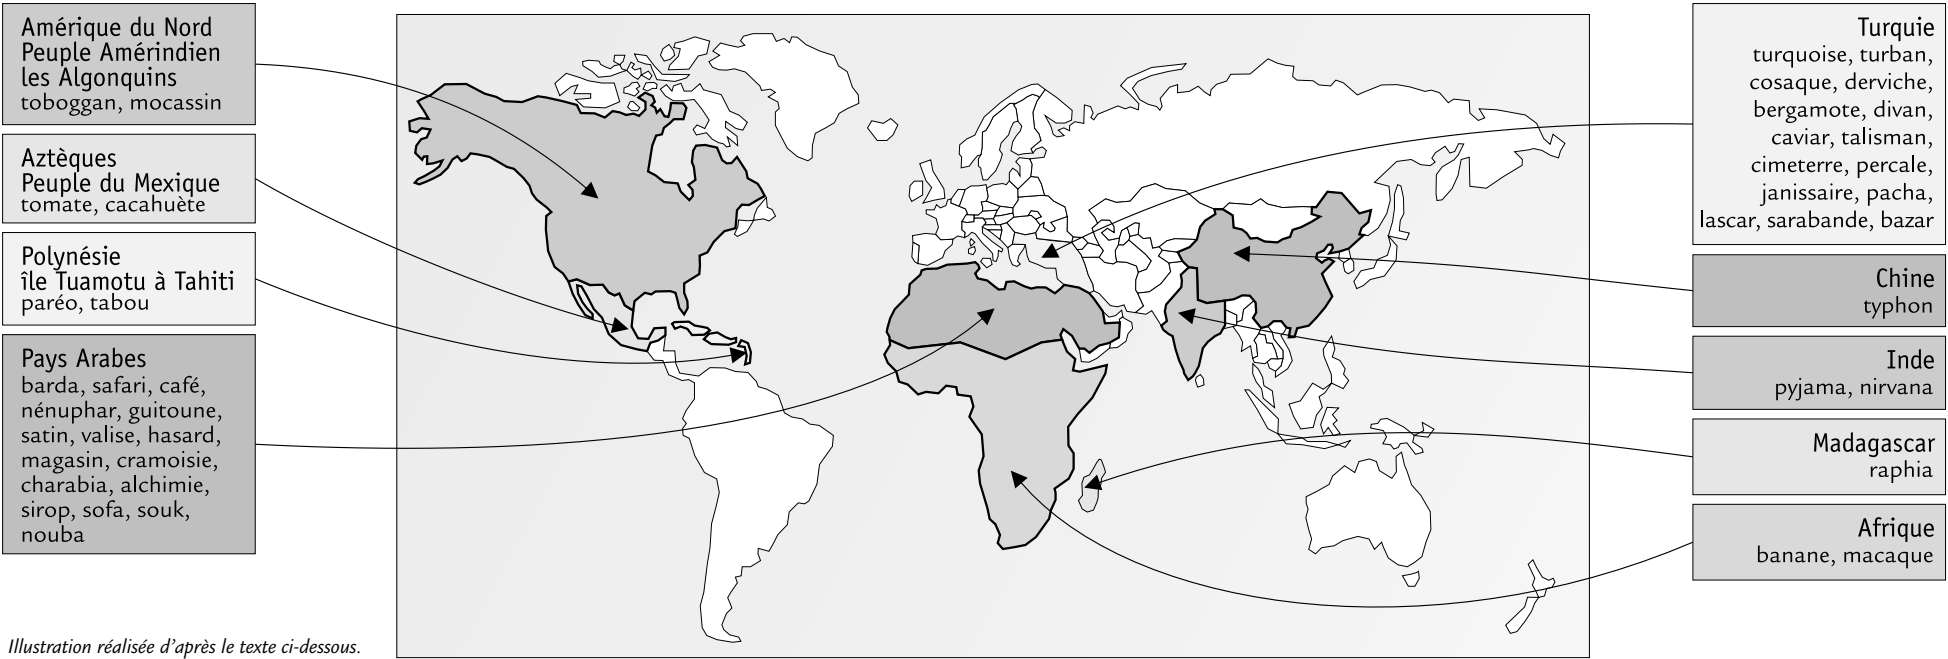 Amérique du Nord
Peuple Amérindien
les Algonquins
toboggan, mocassin
Aztèques
Peuple du Mexique
tomate, cacahuète
Polynésie
île Tuamotu à Tahiti
paréo, tabou
Pays Arabes
barda, safari, café,
nénuphar, guitoune,
satin, valise, hasard,
magasin, cramoisie,
charabia, alchimie,
sirop, sofa, souk,
nouba
Turquie
turquoise, turban,
cosaque, derviche,
bergamote, divan,
caviar, talisman,
cimeterre, percale,
janissaire, pacha,
lascar, sarabande, bazar
Chine
typhon
Inde
pyjama, nirvana
Madagascar
raphia
Afrique
banane, macaque
Illustration réalisée d'après le texte ci-dessous.